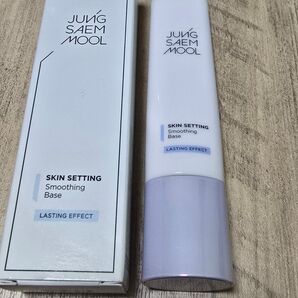 JUNG
SAEM
MOOL
SKIN SETTING
Smoothing
Base
LASTING EFFECT
JUNG
SAEM
MOOL
SKIN SETTING
Smoothing
Base
LASTING EFFECT